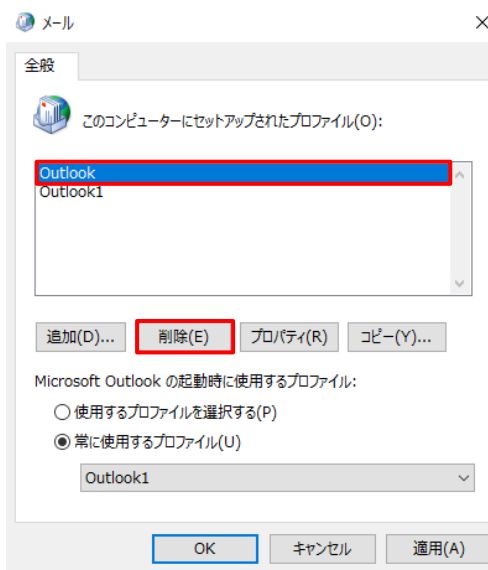 メール
全般
このコンピューターにセットアップされたプロファイル(O):
Outlook
Outlook1
追加(D)... 削除(E) プロパティ(R) コピー(Y)...
Microsoft Outlook の起動時に使用するプロファイル:
使用するプロファイルを選択する(P)
常に使用するプロファイル(U)
Outlook1
OK キャンセル 適用(A)